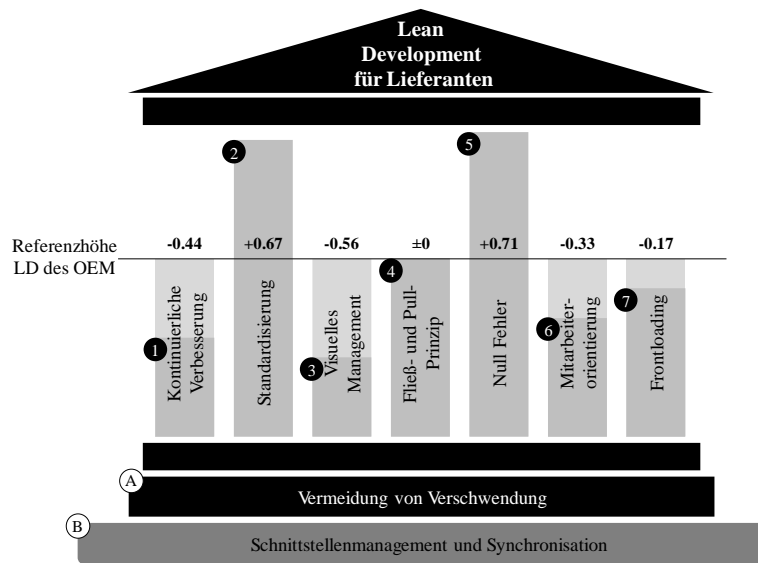 Lean
Development
für Lieferanten
2
5
Referenzhöhe
LD des OEM
-0.44
+0.67
-0.56
±0
+0.71
-0.33
-0.17
1
Kontinuierliche
Verbesserung
Standardisierung
3
Visuelles
Management
4
Fließ- und Pull-
Prinzip
Null Fehler
6
Mitarbeiter-
orientierung
7
Frontloading
A
Vermeidung von Verschwendung
B
Schnittstellenmanagement und Synchronisation